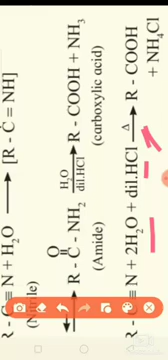 R - C ≡ N + H₂O ⟶ [R - C̄ = NH]
(Nitrile)
O
R - C - NH₂ —H₂O/dil.HCl→ R - COOH + NH₃
(Amide) (carboxylic acid)
R - C ≡ N + 2H₂O + dil.HCl —Δ→ R - COOH
+ NH₄Cl